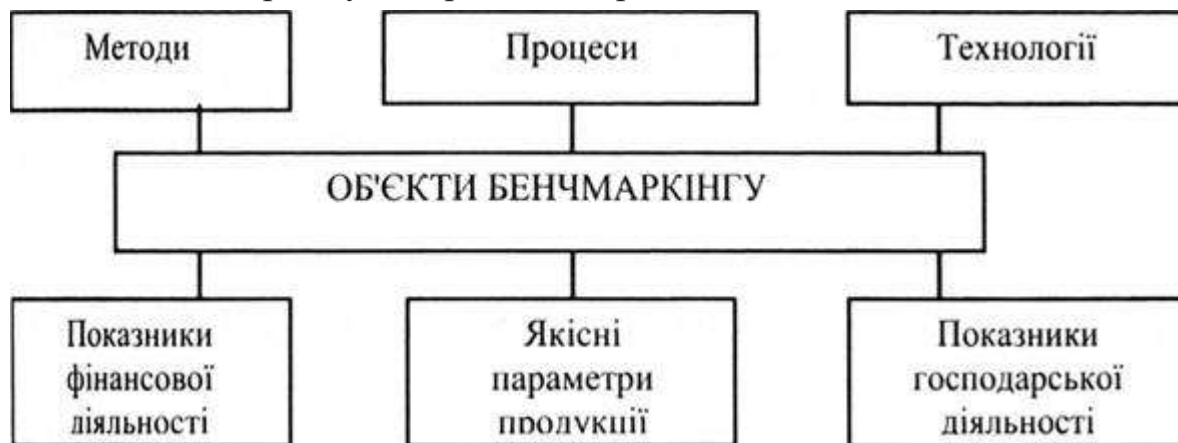 Методи
Процеси
Технології
ОБ'ЄКТИ БЕНЧМАРКІНГУ
Показники
фінансової
діяльності
Якісні
параметри
продукції
Показники
господарської
діяльності